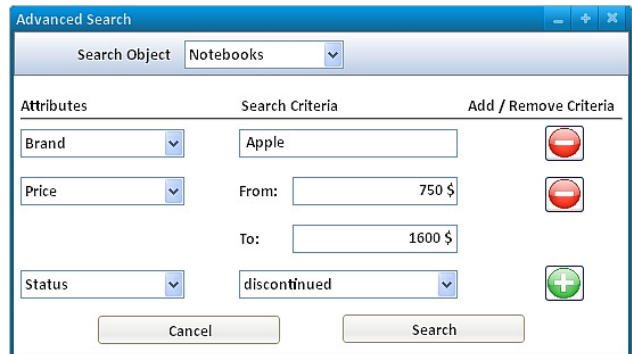 Advanced Search
Search Object Notebooks
Attributes Search Criteria Add / Remove Criteria
Brand Apple
Price From: 750 $
To: 1600 $
Status discontinued
Cancel Search